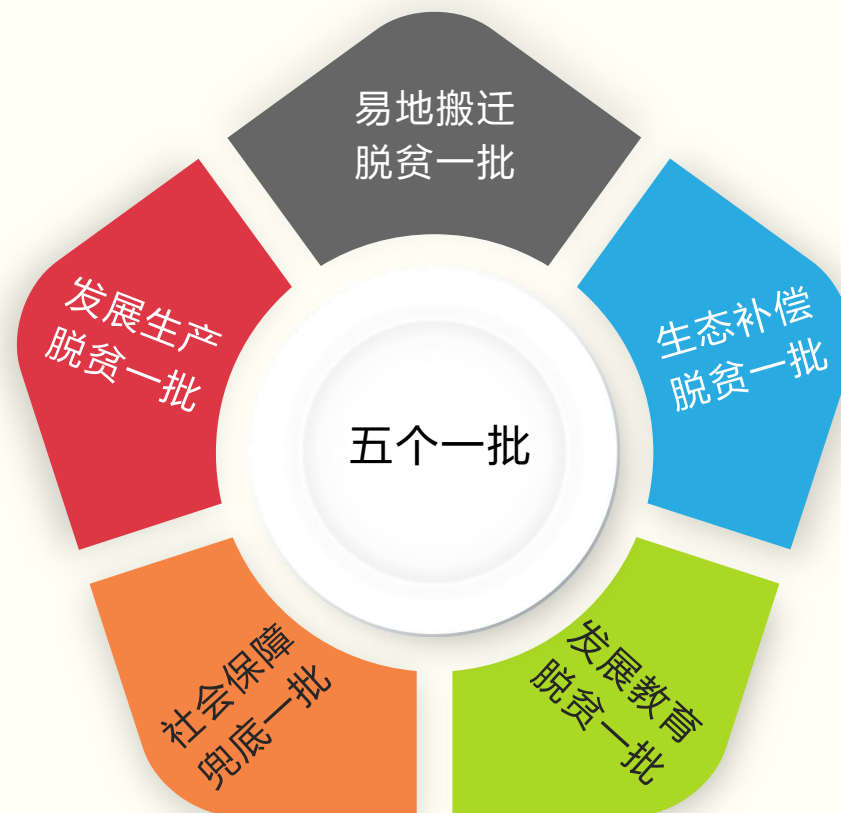 易地搬迁
脱贫一批
发展生产
脱贫一批
生态补偿
脱贫一批
五个一批
社会保障
兜底一批
发展教育
脱贫一批